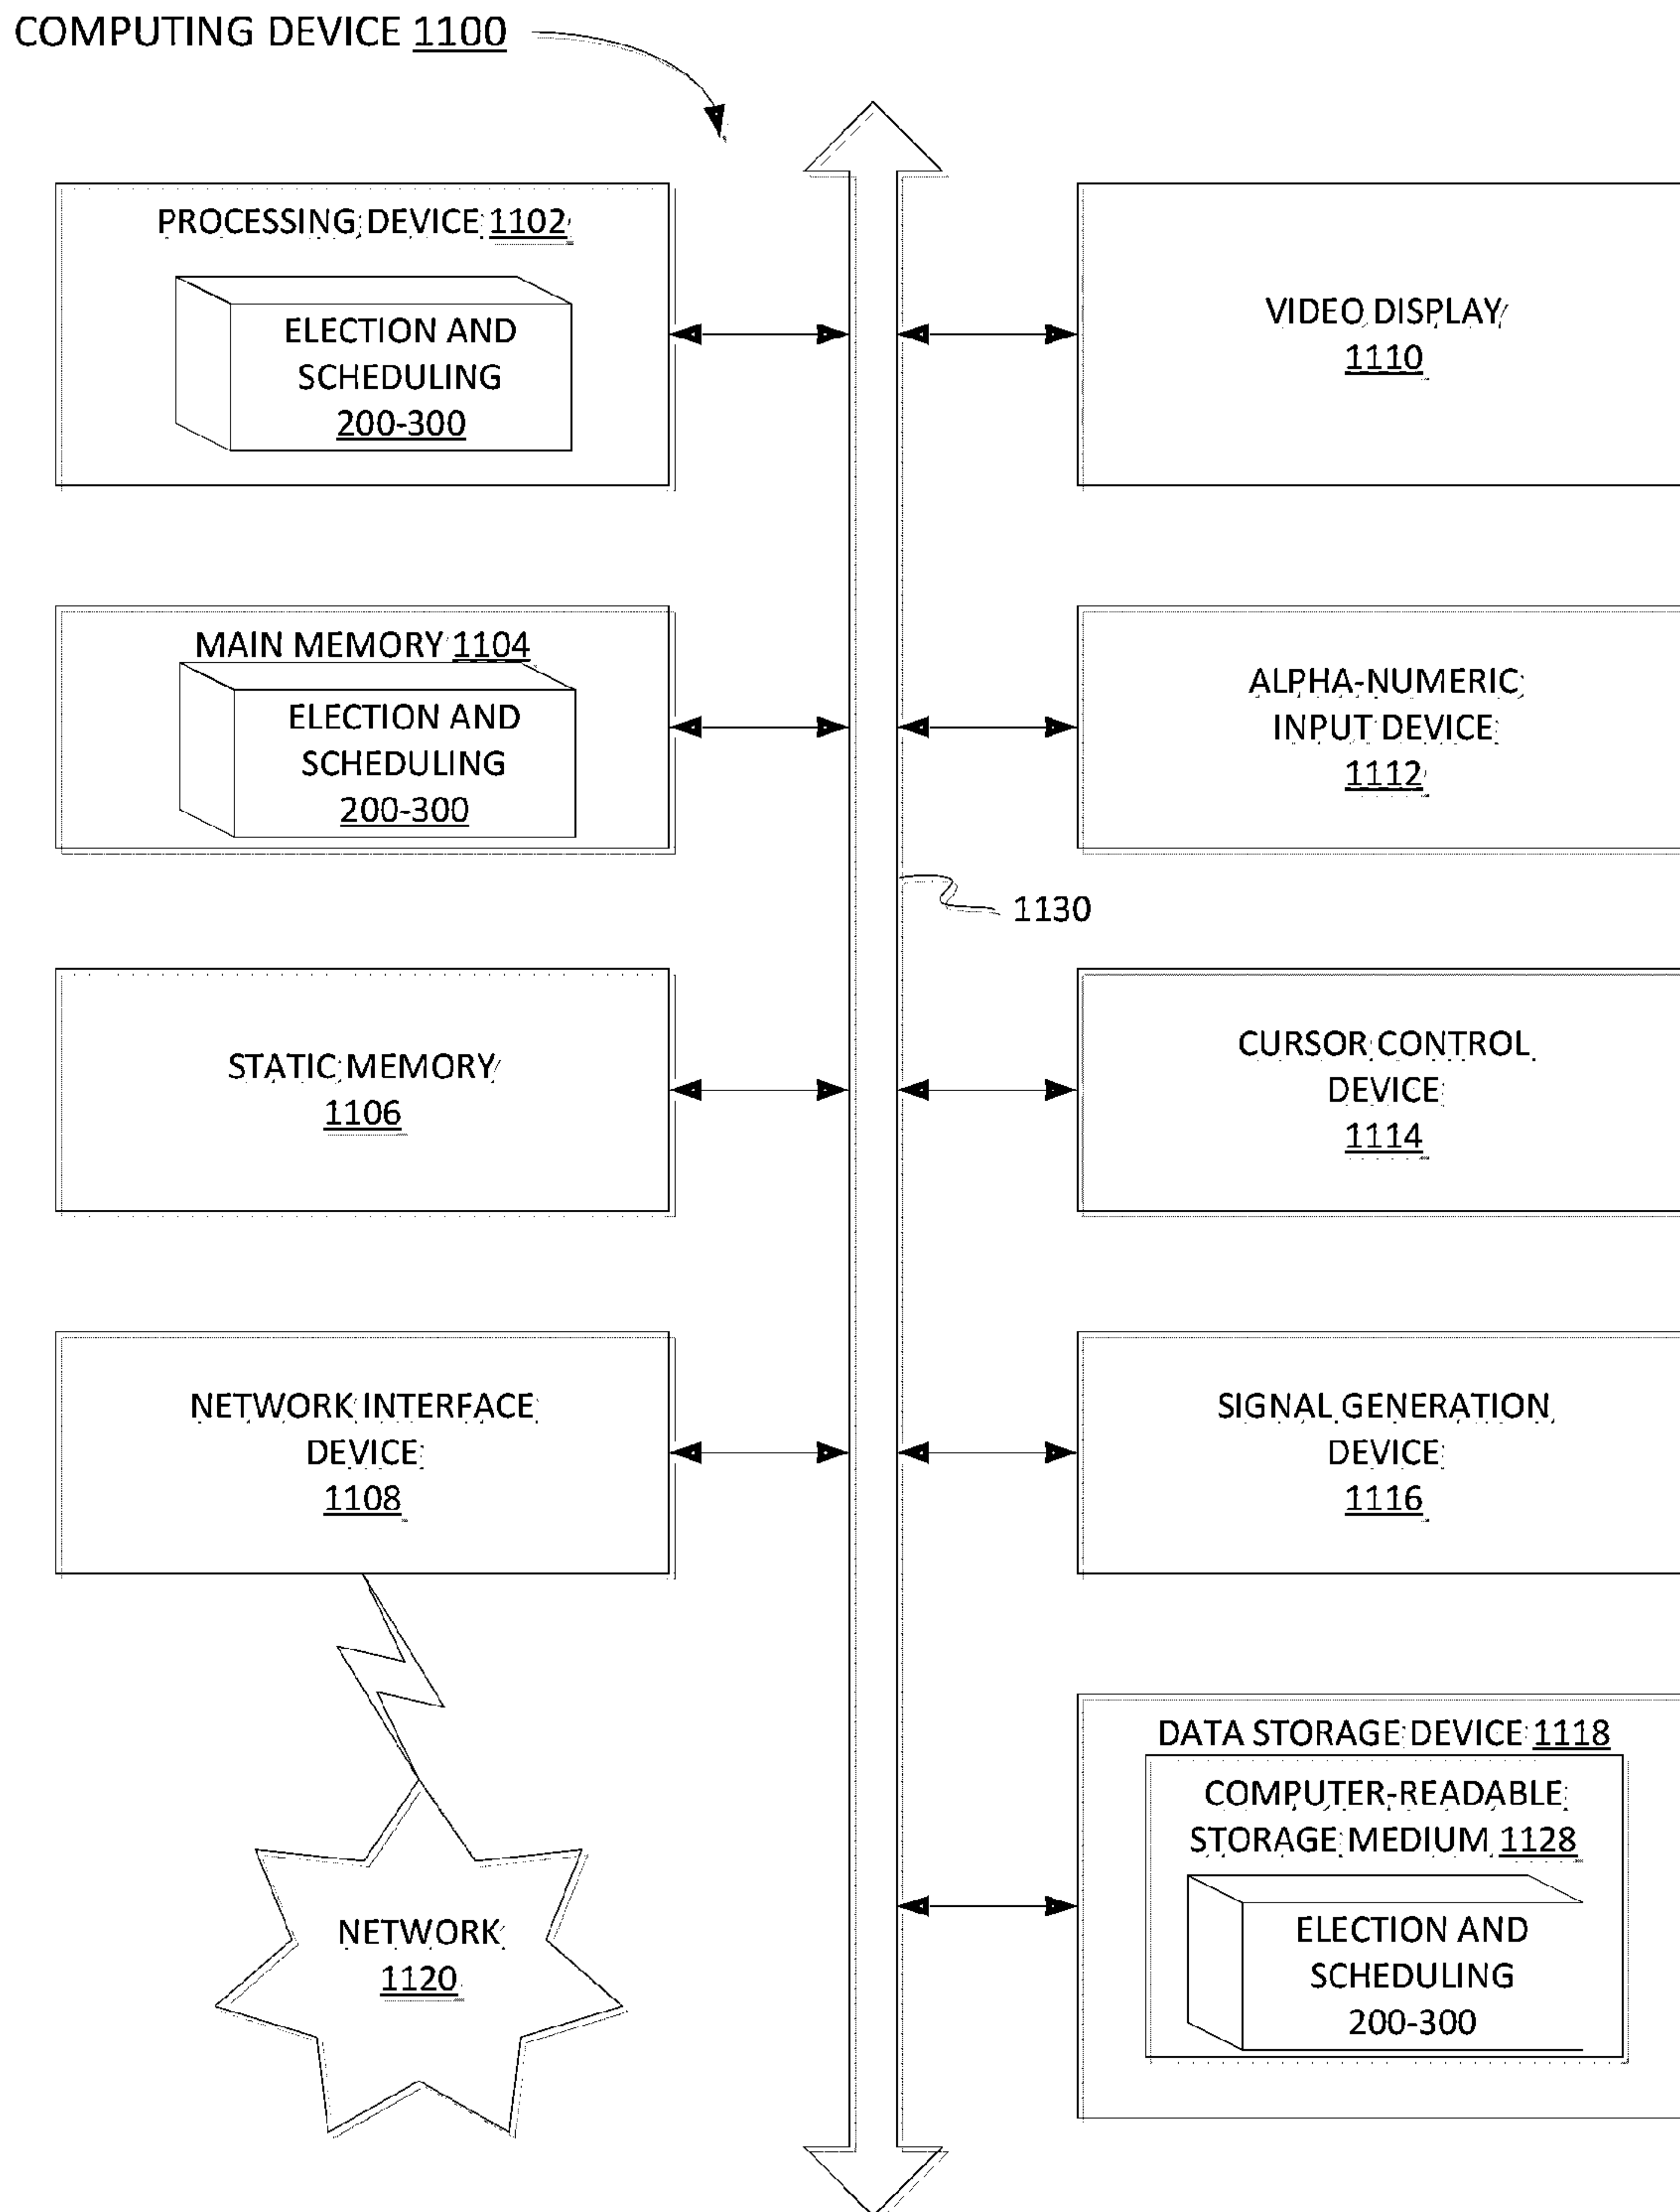 COMPUTING DEVICE 1100
PROCESSING DEVICE 1102
ELECTION AND
SCHEDULING
200-300
MAIN MEMORY 1104
ELECTION AND
SCHEDULING
200-300
STATIC MEMORY
1106
NETWORK INTERFACE
DEVICE
1108
NETWORK
1120
VIDEO DISPLAY
1110
ALPHA-NUMERIC
INPUT DEVICE
1112
1130
CURSOR CONTROL
DEVICE
1114
SIGNAL GENERATION
DEVICE
1116
DATA STORAGE DEVICE 1118
COMPUTER-READABLE
STORAGE MEDIUM 1128
ELECTION AND
SCHEDULING
200-300